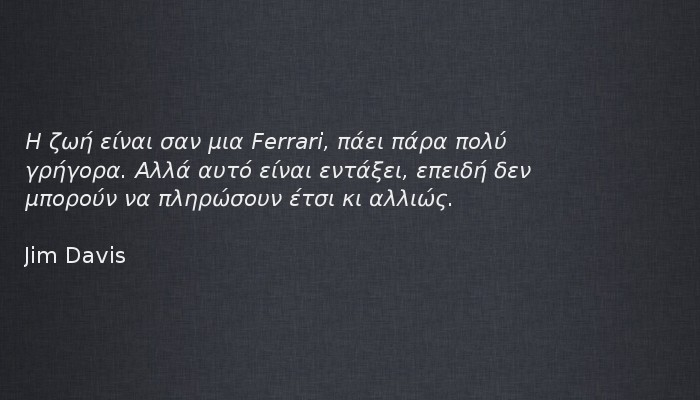 Η ζωή είναι σαν μια Ferrari, πάει πάρα πολύ
γρήγορα. Αλλά αυτό είναι εντάξει, επειδή δεν
μπορούν να πληρώσουν έτσι κι αλλιώς.
Jim Davis